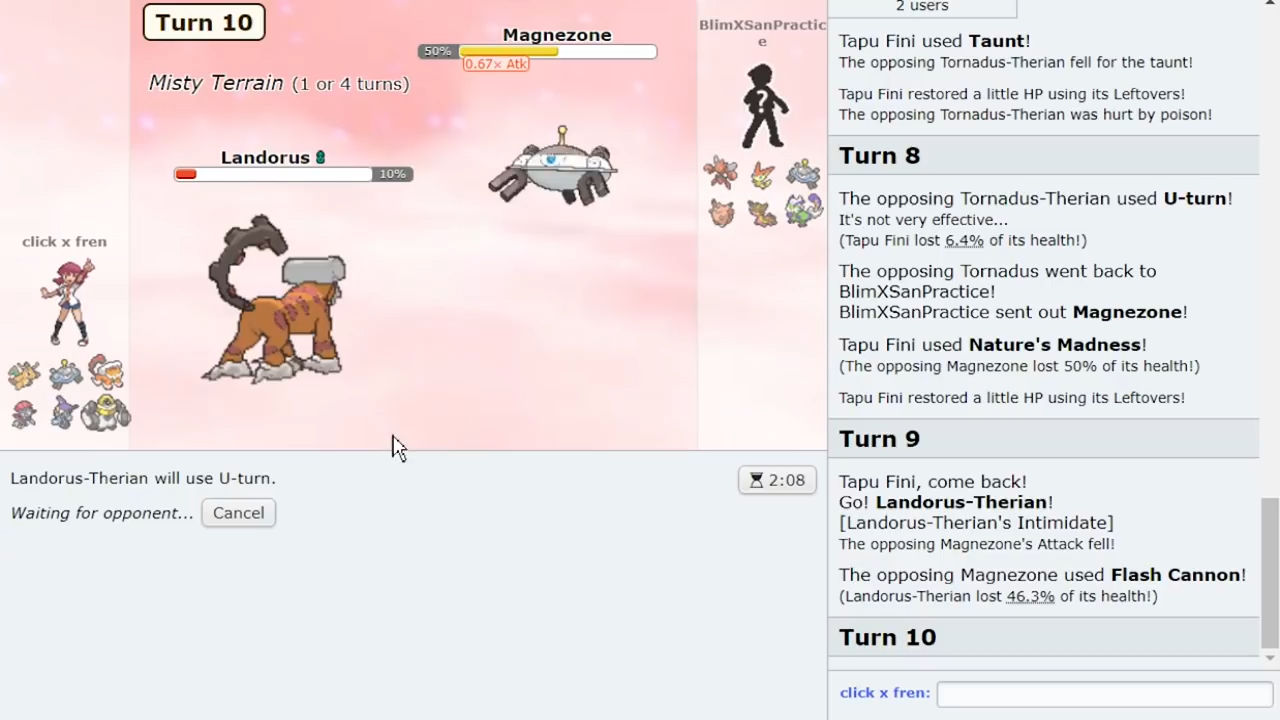 Turn 10
Magnezone
50%
0.67× Atk
Misty Terrain (1 or 4 turns)
Landorus
10%
click x fren
BlimXSanPractic
e
?
Landorus-Therian will use U-turn.
2:08
Waiting for opponent... Cancel
2 users
Tapu Fini used Taunt!
The opposing Tornadus-Therian fell for the taunt!
Tapu Fini restored a little HP using its Leftovers!
The opposing Tornadus-Therian was hurt by poison!
Turn 8
The opposing Tornadus-Therian used U-turn!
It's not very effective...
(Tapu Fini lost 6.4% of its health!)
The opposing Tornadus went back to
BlimXSanPractice!
BlimXSanPractice sent out Magnezone!
Tapu Fini used Nature's Madness!
(The opposing Magnezone lost 50% of its health!)
Tapu Fini restored a little HP using its Leftovers!
Turn 9
Tapu Fini, come back!
Go! Landorus-Therian!
[Landorus-Therian's Intimidate]
The opposing Magnezone's Attack fell!
The opposing Magnezone used Flash Cannon!
(Landorus-Therian lost 46.3% of its health!)
Turn 10
click x fren: